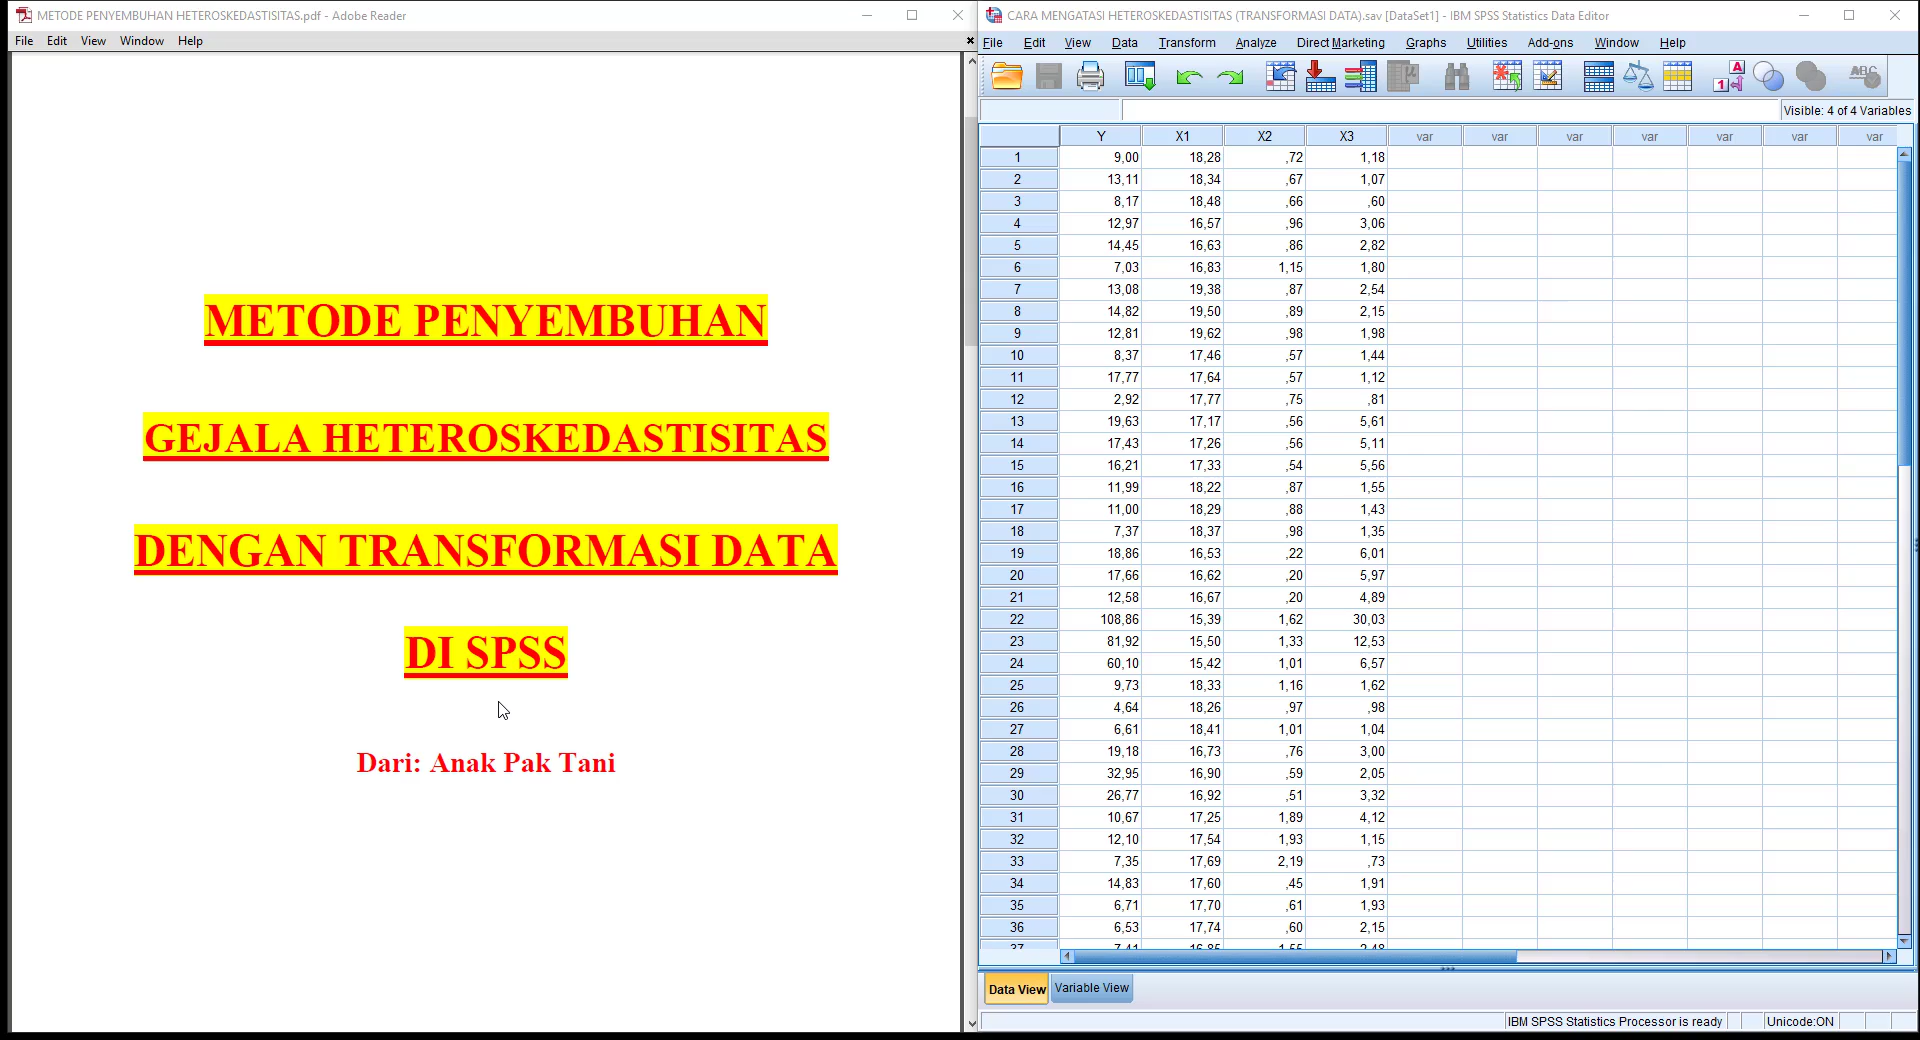 METODE PENYEMBUHAN HETEROSKEDASTISITAS.pdf - Adobe Reader
File Edit View Window Help
METODE PENYEMBUHAN
GEJALA HETEROSKEDASTISITAS
DENGAN TRANSFORMASI DATA
DI SPSS
Dari: Anak Pak Tani
CARA MENGATASI HETEROSKEDASTISITAS (TRANSFORMASI DATA).sav [DataSet1] - IBM SPSS Statistics Data Editor
File Edit View Data Transform Analyze Direct Marketing Graphs Utilities Add-ons Window Help
Visible: 4 of 4 Variables
Y X1 X2 X3 var var var var var var var
1 9,00 18,28 ,72 1,18
2 13,11 18,34 ,67 1,07
3 8,17 18,48 ,66 ,60
4 12,97 16,57 ,96 3,06
5 14,45 16,63 ,86 2,82
6 7,03 16,83 1,15 1,80
7 13,08 19,38 ,87 2,54
8 14,82 19,50 ,89 2,15
9 12,81 19,62 ,98 1,98
10 8,37 17,46 ,57 1,44
11 17,77 17,64 ,57 1,12
12 2,92 17,77 ,75 ,81
13 19,63 17,17 ,56 5,61
14 17,43 17,26 ,56 5,11
15 16,21 17,33 ,54 5,56
16 11,99 18,22 ,87 1,55
17 11,00 18,29 ,88 1,43
18 7,37 18,37 ,98 1,35
19 18,86 16,53 ,22 6,01
20 17,66 16,62 ,20 5,97
21 12,58 16,67 ,20 4,89
22 108,86 15,39 1,62 30,03
23 81,92 15,50 1,33 12,53
24 60,10 15,42 1,01 6,57
25 9,73 18,33 1,16 1,62
26 4,64 18,26 ,97 ,98
27 6,61 18,41 1,01 1,04
28 19,18 16,73 ,76 3,00
29 32,95 16,90 ,59 2,05
30 26,77 16,92 ,51 3,32
31 10,67 17,25 1,89 4,12
32 12,10 17,54 1,93 1,15
33 7,35 17,69 2,19 ,73
34 14,83 17,60 ,45 1,91
35 6,71 17,70 ,61 1,93
36 6,53 17,74 ,60 2,15
37
Data View Variable View
IBM SPSS Statistics Processor is ready Unicode:ON